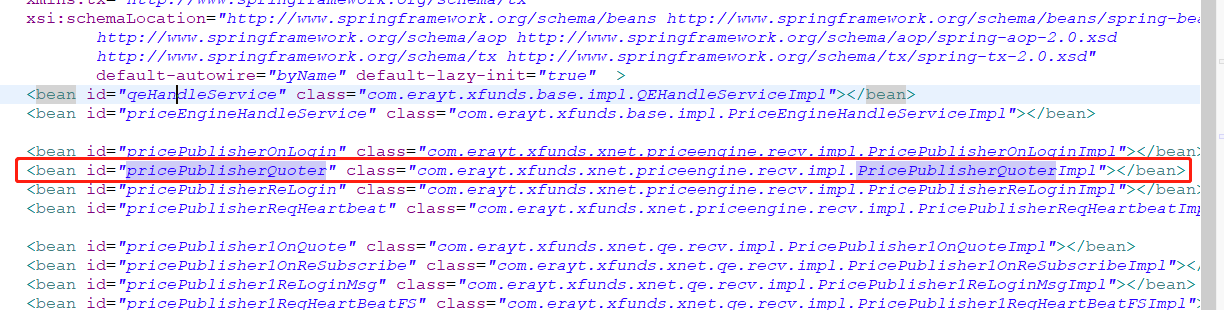 xmlns:tx="http://www.springframework.org/schema/tx"
xsi:schemaLocation="http://www.springframework.org/schema/beans http://www.springframework.org/schema/beans/spring-bea
http://www.springframework.org/schema/aop http://www.springframework.org/schema/aop/spring-aop-2.0.xsd
http://www.springframework.org/schema/tx http://www.springframework.org/schema/tx/spring-tx-2.0.xsd"
default-autowire="byName" default-lazy-init="true" >
<bean id="qeHandleService" class="com.erayt.xfunds.base.impl.QEHandleServiceImpl"></bean>
<bean id="priceEngineHandleService" class="com.erayt.xfunds.base.impl.PriceEngineHandleServiceImpl"></bean>
<bean id="pricePublisherOnLogin" class="com.erayt.xfunds.xnet.priceengine.recv.impl.PricePublisherOnLoginImpl"></bean>
<bean id="pricePublisherQuoter" class="com.erayt.xfunds.xnet.priceengine.recv.impl.PricePublisherQuoterImpl"></bean>
<bean id="pricePublisherReLogin" class="com.erayt.xfunds.xnet.priceengine.recv.impl.PricePublisherReLoginImpl"></bean>
<bean id="pricePublisherReqHeartbeat" class="com.erayt.xfunds.xnet.priceengine.recv.impl.PricePublisherReqHeartbeatImp
<bean id="pricePublisher1OnQuote" class="com.erayt.xfunds.xnet.qe.recv.impl.PricePublisher1OnQuoteImpl"></bean>
<bean id="pricePublisher1OnReSubscribe" class="com.erayt.xfunds.xnet.qe.recv.impl.PricePublisher1OnReSubscribeImpl"></
<bean id="pricePublisher1ReLoginMsg" class="com.erayt.xfunds.xnet.qe.recv.impl.PricePublisher1ReLoginMsgImpl"></bean>
<bean id="pricePublisher1ReqHeartBeatFS" class="com.erayt.xfunds.xnet.qe.recv.impl.PricePublisher1ReqHeartBeatFSImpl">